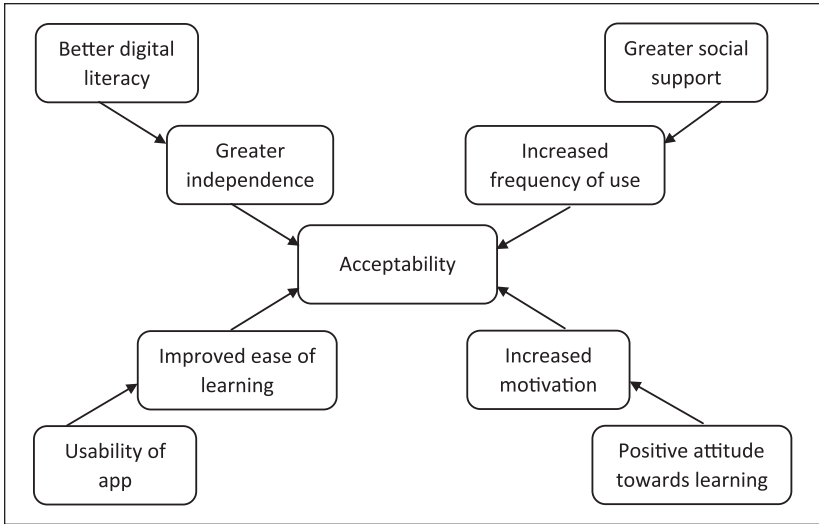 Better digital
literacy
Greater social
support
Greater
independence
Increased
frequency of use
Acceptability
Improved ease of
learning
Increased
motivation
Usability of
app
Positive attitude
towards learning